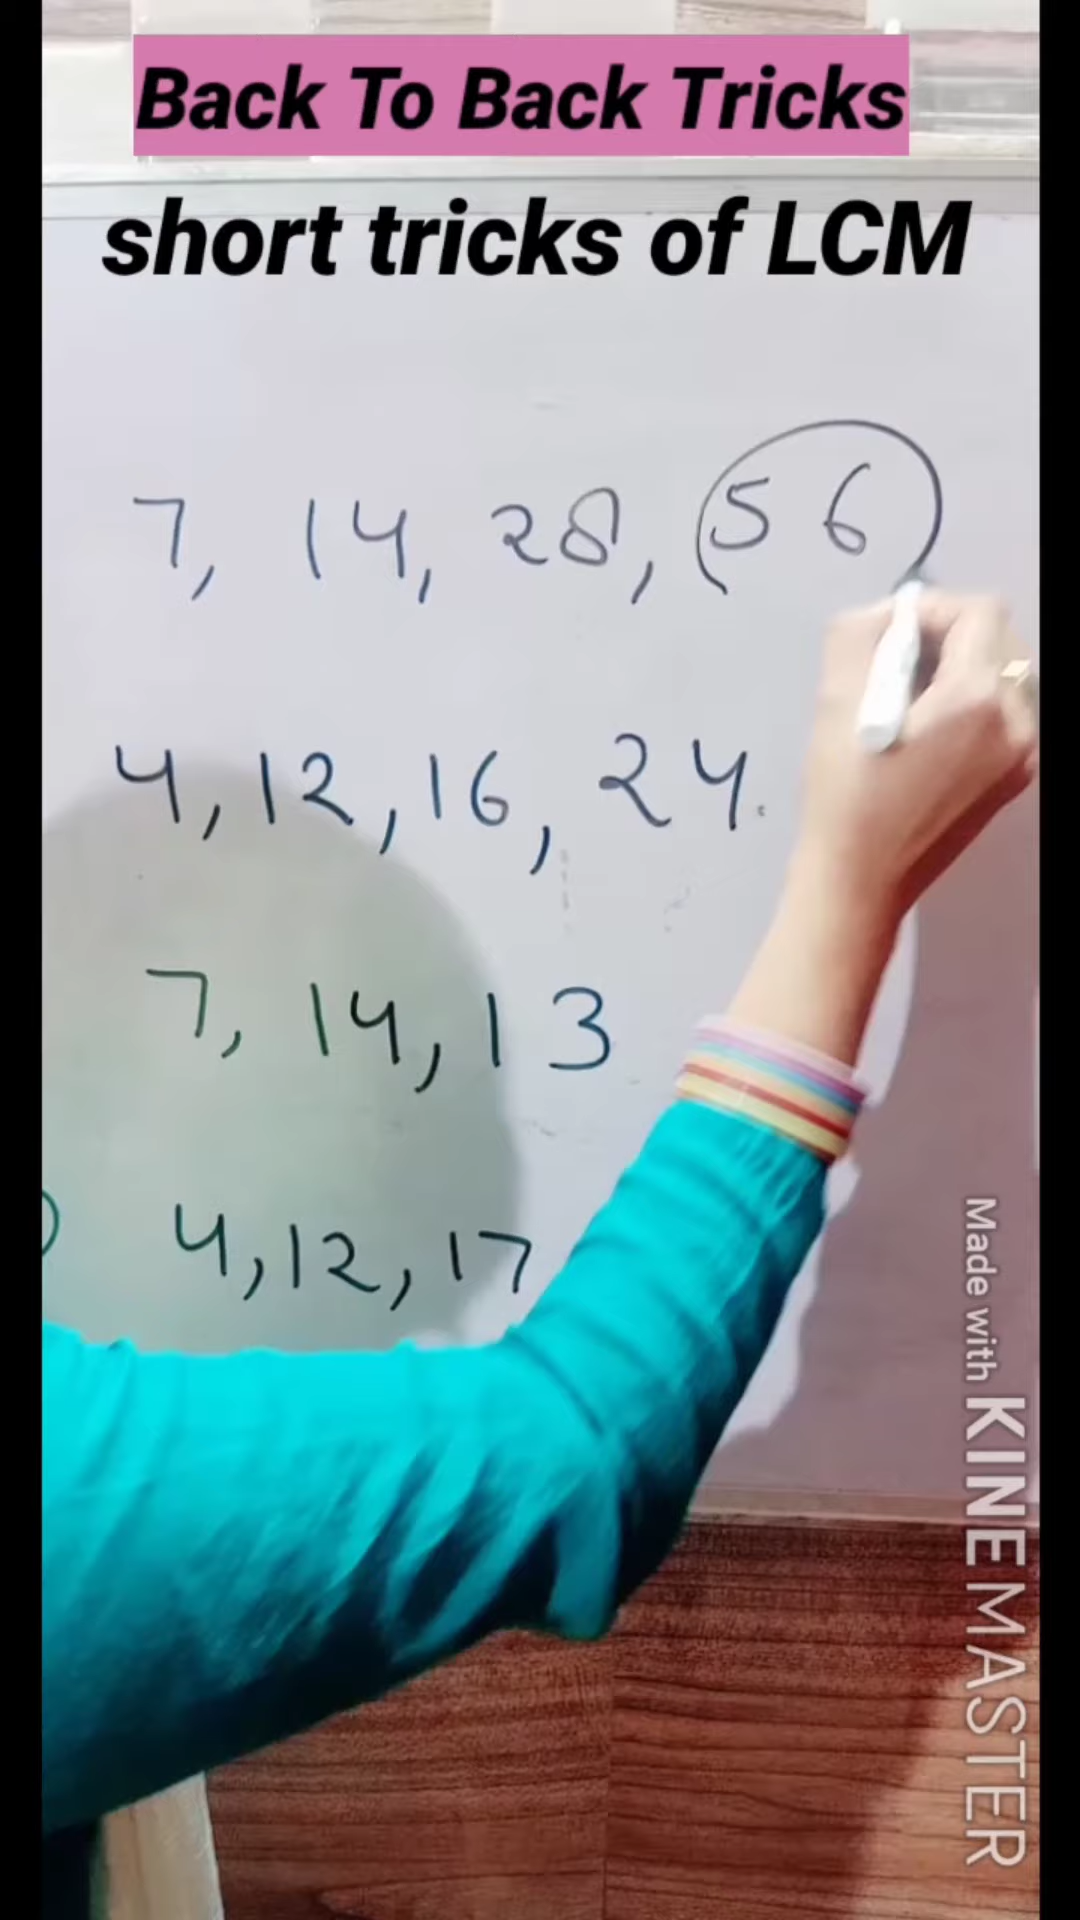 Back To Back Tricks
short tricks of LCM
7, 14, 28, 56
4, 12, 16, 24.
7, 14, 13
) 4, 12, 17
Made with KINEMASTER